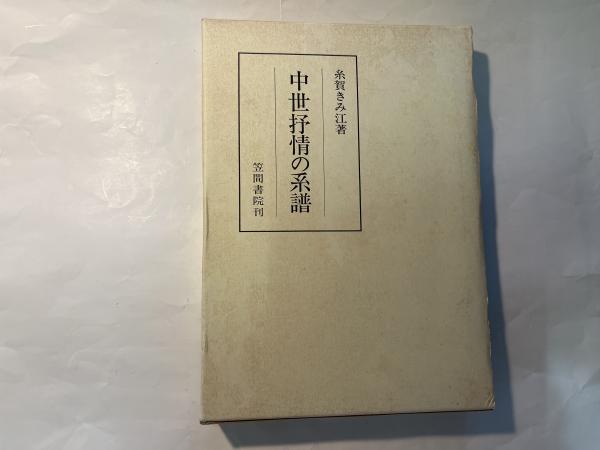 糸賀きみ江著
中世抒情の系譜
笠間書院刊